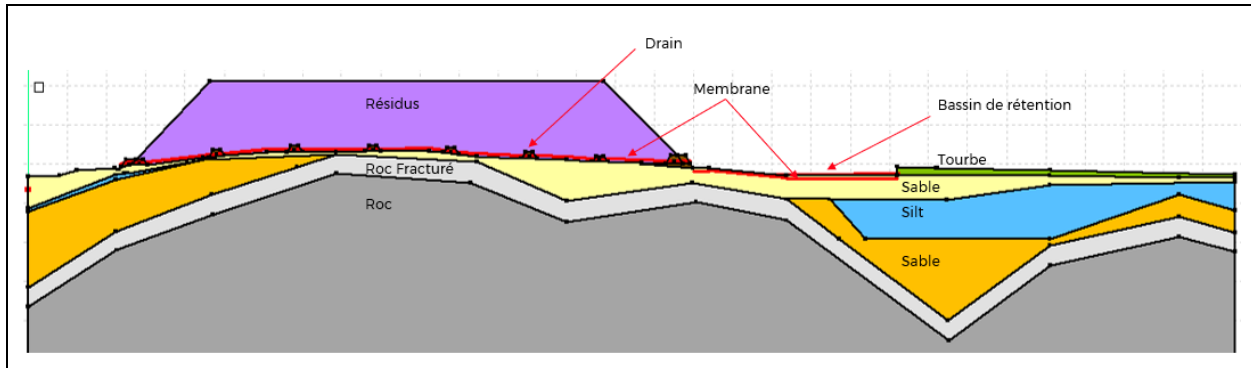 Drain
Membrane
Résidus
Bassin de rétention
Tourbe
Roc Fracturé
Sable
Roc
Silt
Sable